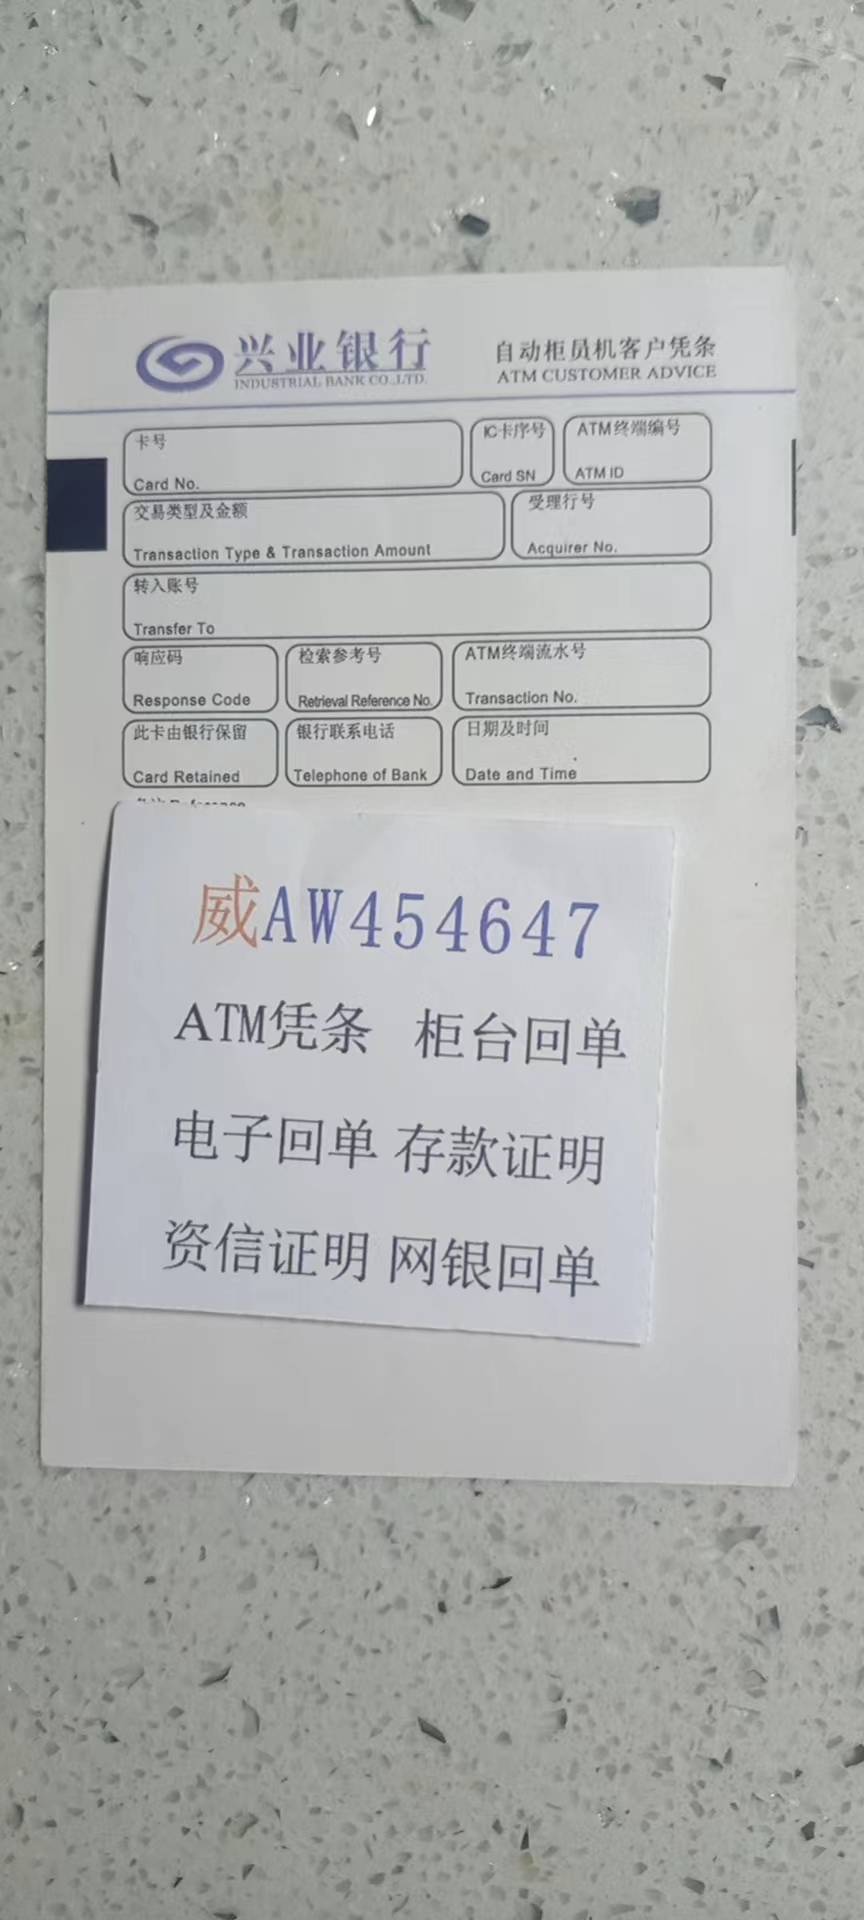 兴业银行 自动柜员机客户凭条
INDUSTRIAL BANK CO.,LTD. ATM CUSTOMER ADVICE
卡号 IC卡序号 ATM终端编号
Card No. Card SN ATM ID
交易类型及金额 受理行号
Transaction Type & Transaction Amount Acquirer No.
转入账号
Transfer To
响应码 检索参考号 ATM终端流水号
Response Code Retrieval Reference No. Transaction No.
此卡由银行保留 银行联系电话 日期及时间
Card Retained Telephone of Bank Date and Time
威AW454647
ATM凭条 柜台回单
电子回单 存款证明
资信证明 网银回单